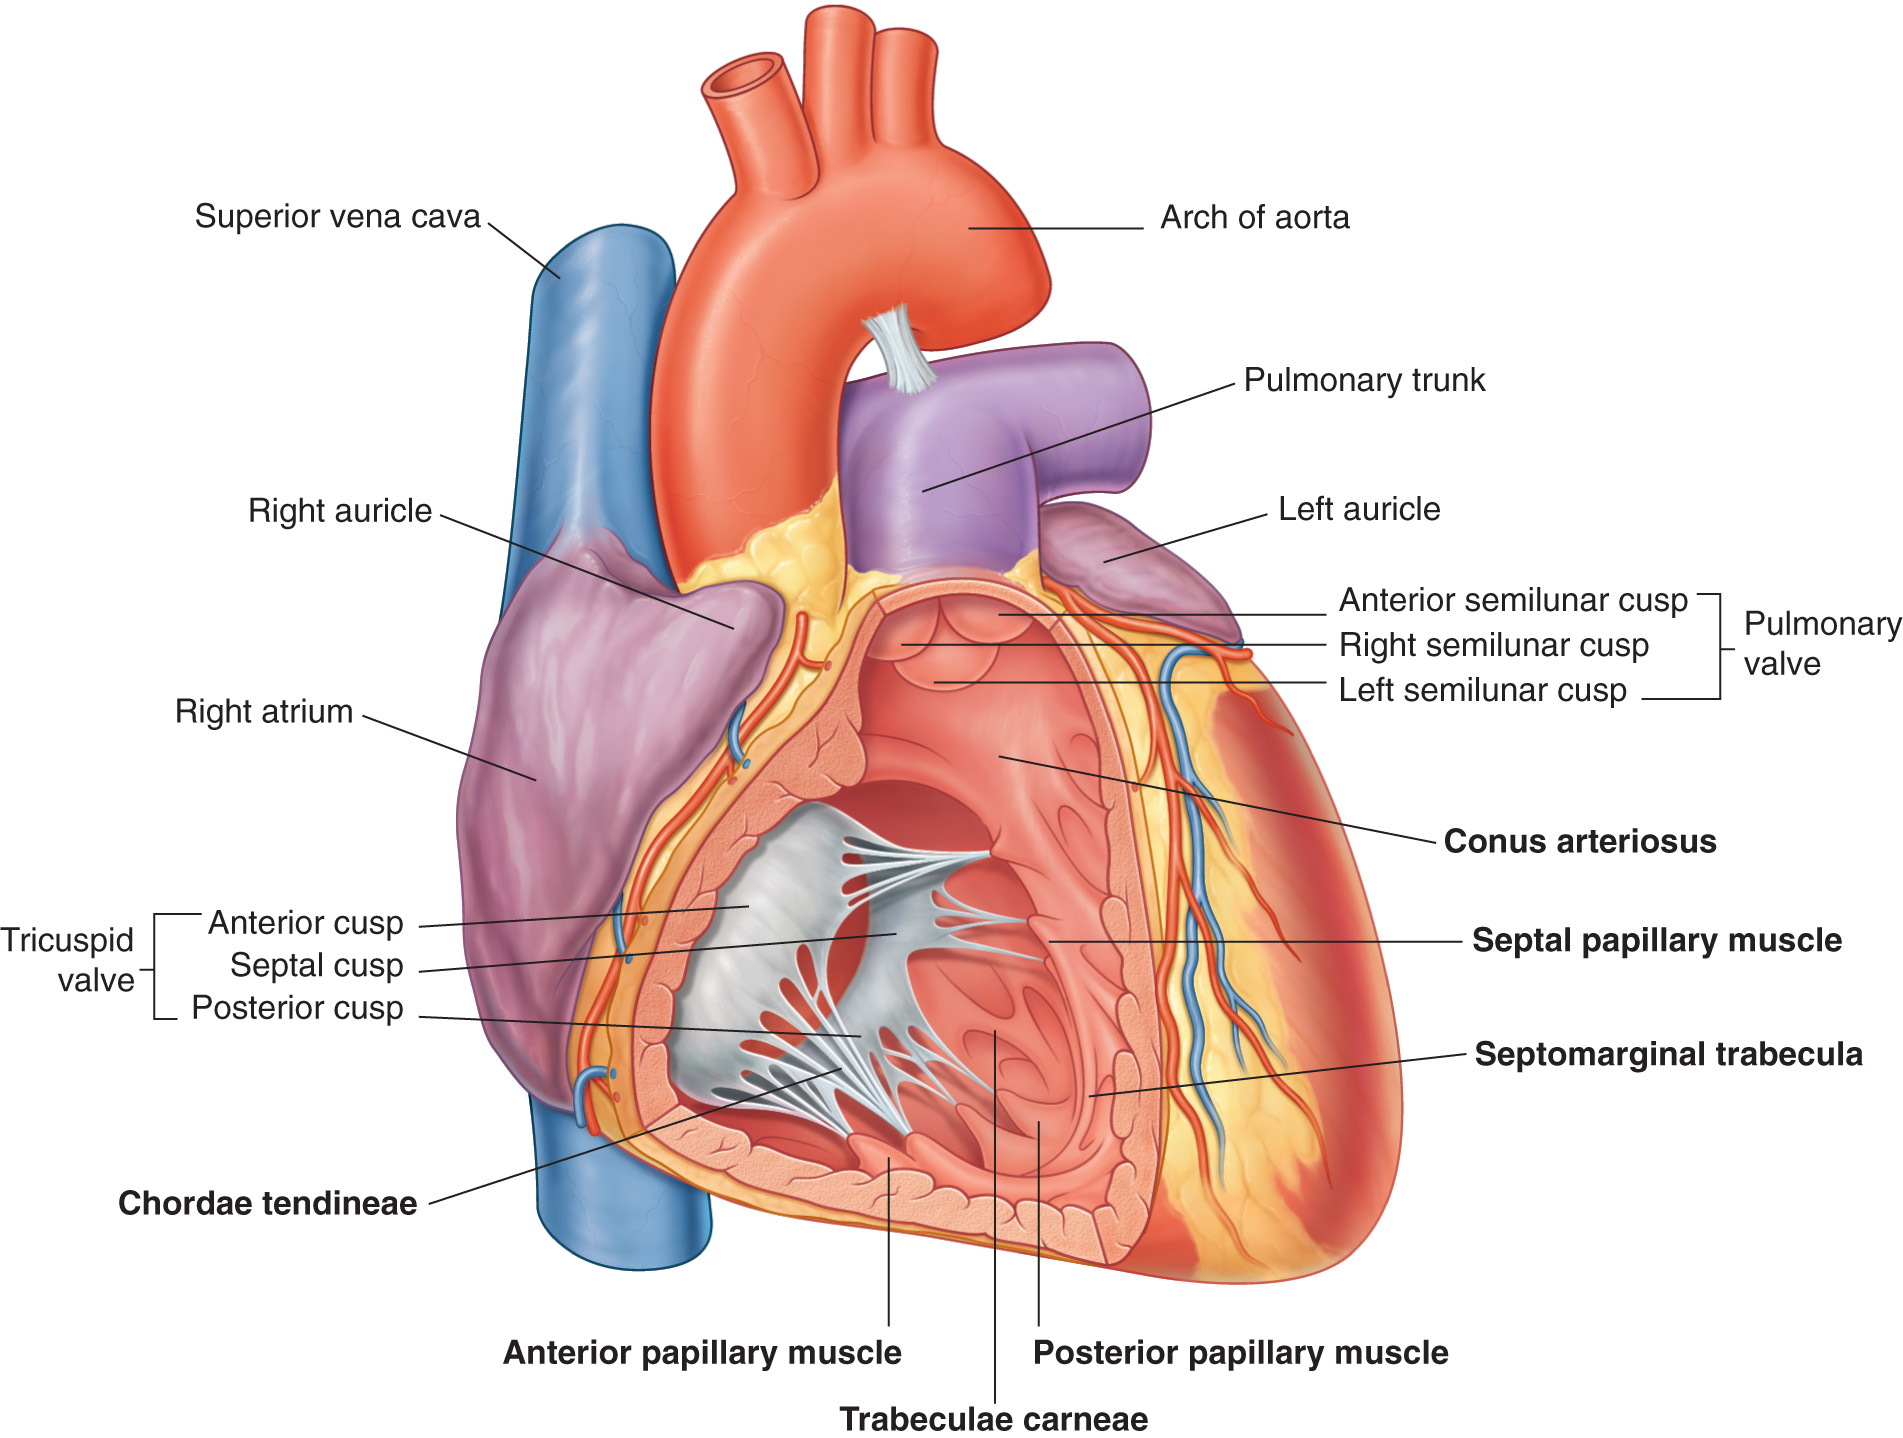 Superior vena cava
Arch of aorta
Pulmonary trunk
Right auricle
Left auricle
Anterior semilunar cusp
Right semilunar cusp
Left semilunar cusp
Pulmonary
valve
Right atrium
Conus arteriosus
Tricuspid
valve
Anterior cusp
Septal cusp
Posterior cusp
Septal papillary muscle
Septomarginal trabecula
Chordae tendineae
Anterior papillary muscle
Posterior papillary muscle
Trabeculae carneae